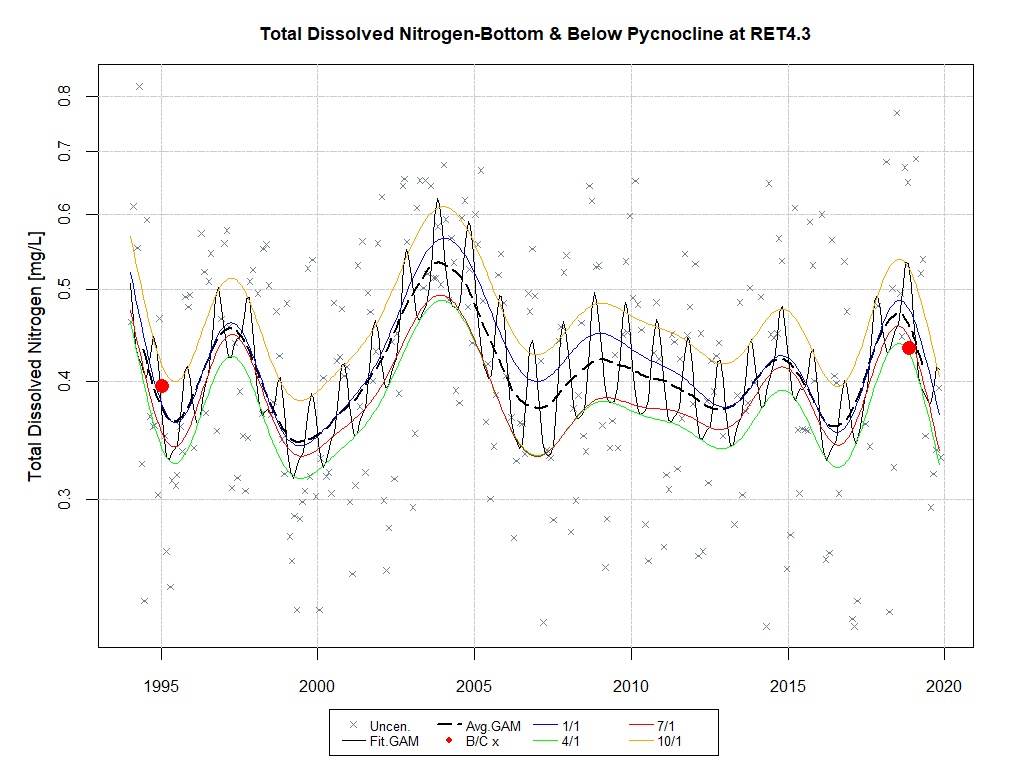 Total Dissolved Nitrogen-Bottom & Below Pycnocline at RET4.3
Total Dissolved Nitrogen [mg/L]
0.8
0.7
0.6
0.5
0.4
0.3
1995 2000 2005 2010 2015 2020
Uncen. Avg.GAM 1/1 7/1
Fit.GAM B/C x 4/1 10/1